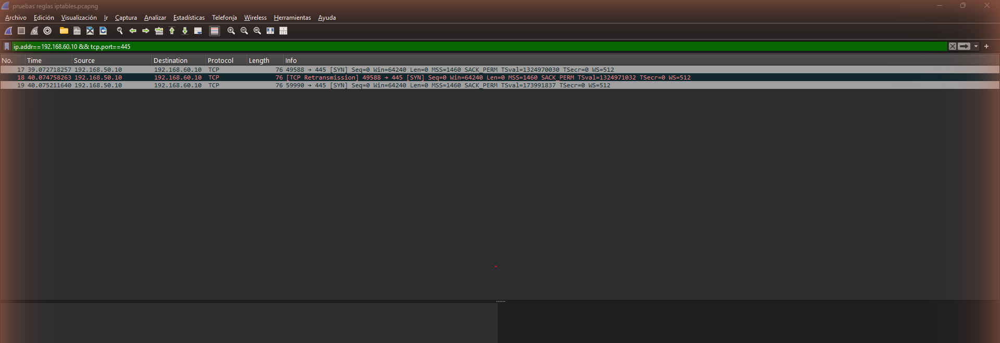 pruebas reglas iptables.pcapng
Archivo Edición Visualización Ir Captura Analizar Estadísticas Telefonía Wireless Herramientas Ayuda
ip.addr==192.168.60.10 && tcp.port==445
No. Time Source Destination Protocol Length Info
17 39.072718257 192.168.50.10 192.168.60.10 TCP 76 49588 → 445 [SYN] Seq=0 Win=64240 Len=0 MSS=1460 SACK_PERM TSval=1324970030 TSecr=0 WS=512
18 40.074758263 192.168.50.10 192.168.60.10 TCP 76 [TCP Retransmission] 49588 → 445 [SYN] Seq=0 Win=64240 Len=0 MSS=1460 SACK_PERM TSval=1324971032 TSecr=0 WS=512
19 40.075211640 192.168.50.10 192.168.60.10 TCP 76 59990 → 445 [SYN] Seq=0 Win=64240 Len=0 MSS=1460 SACK_PERM TSval=173991837 TSecr=0 WS=512